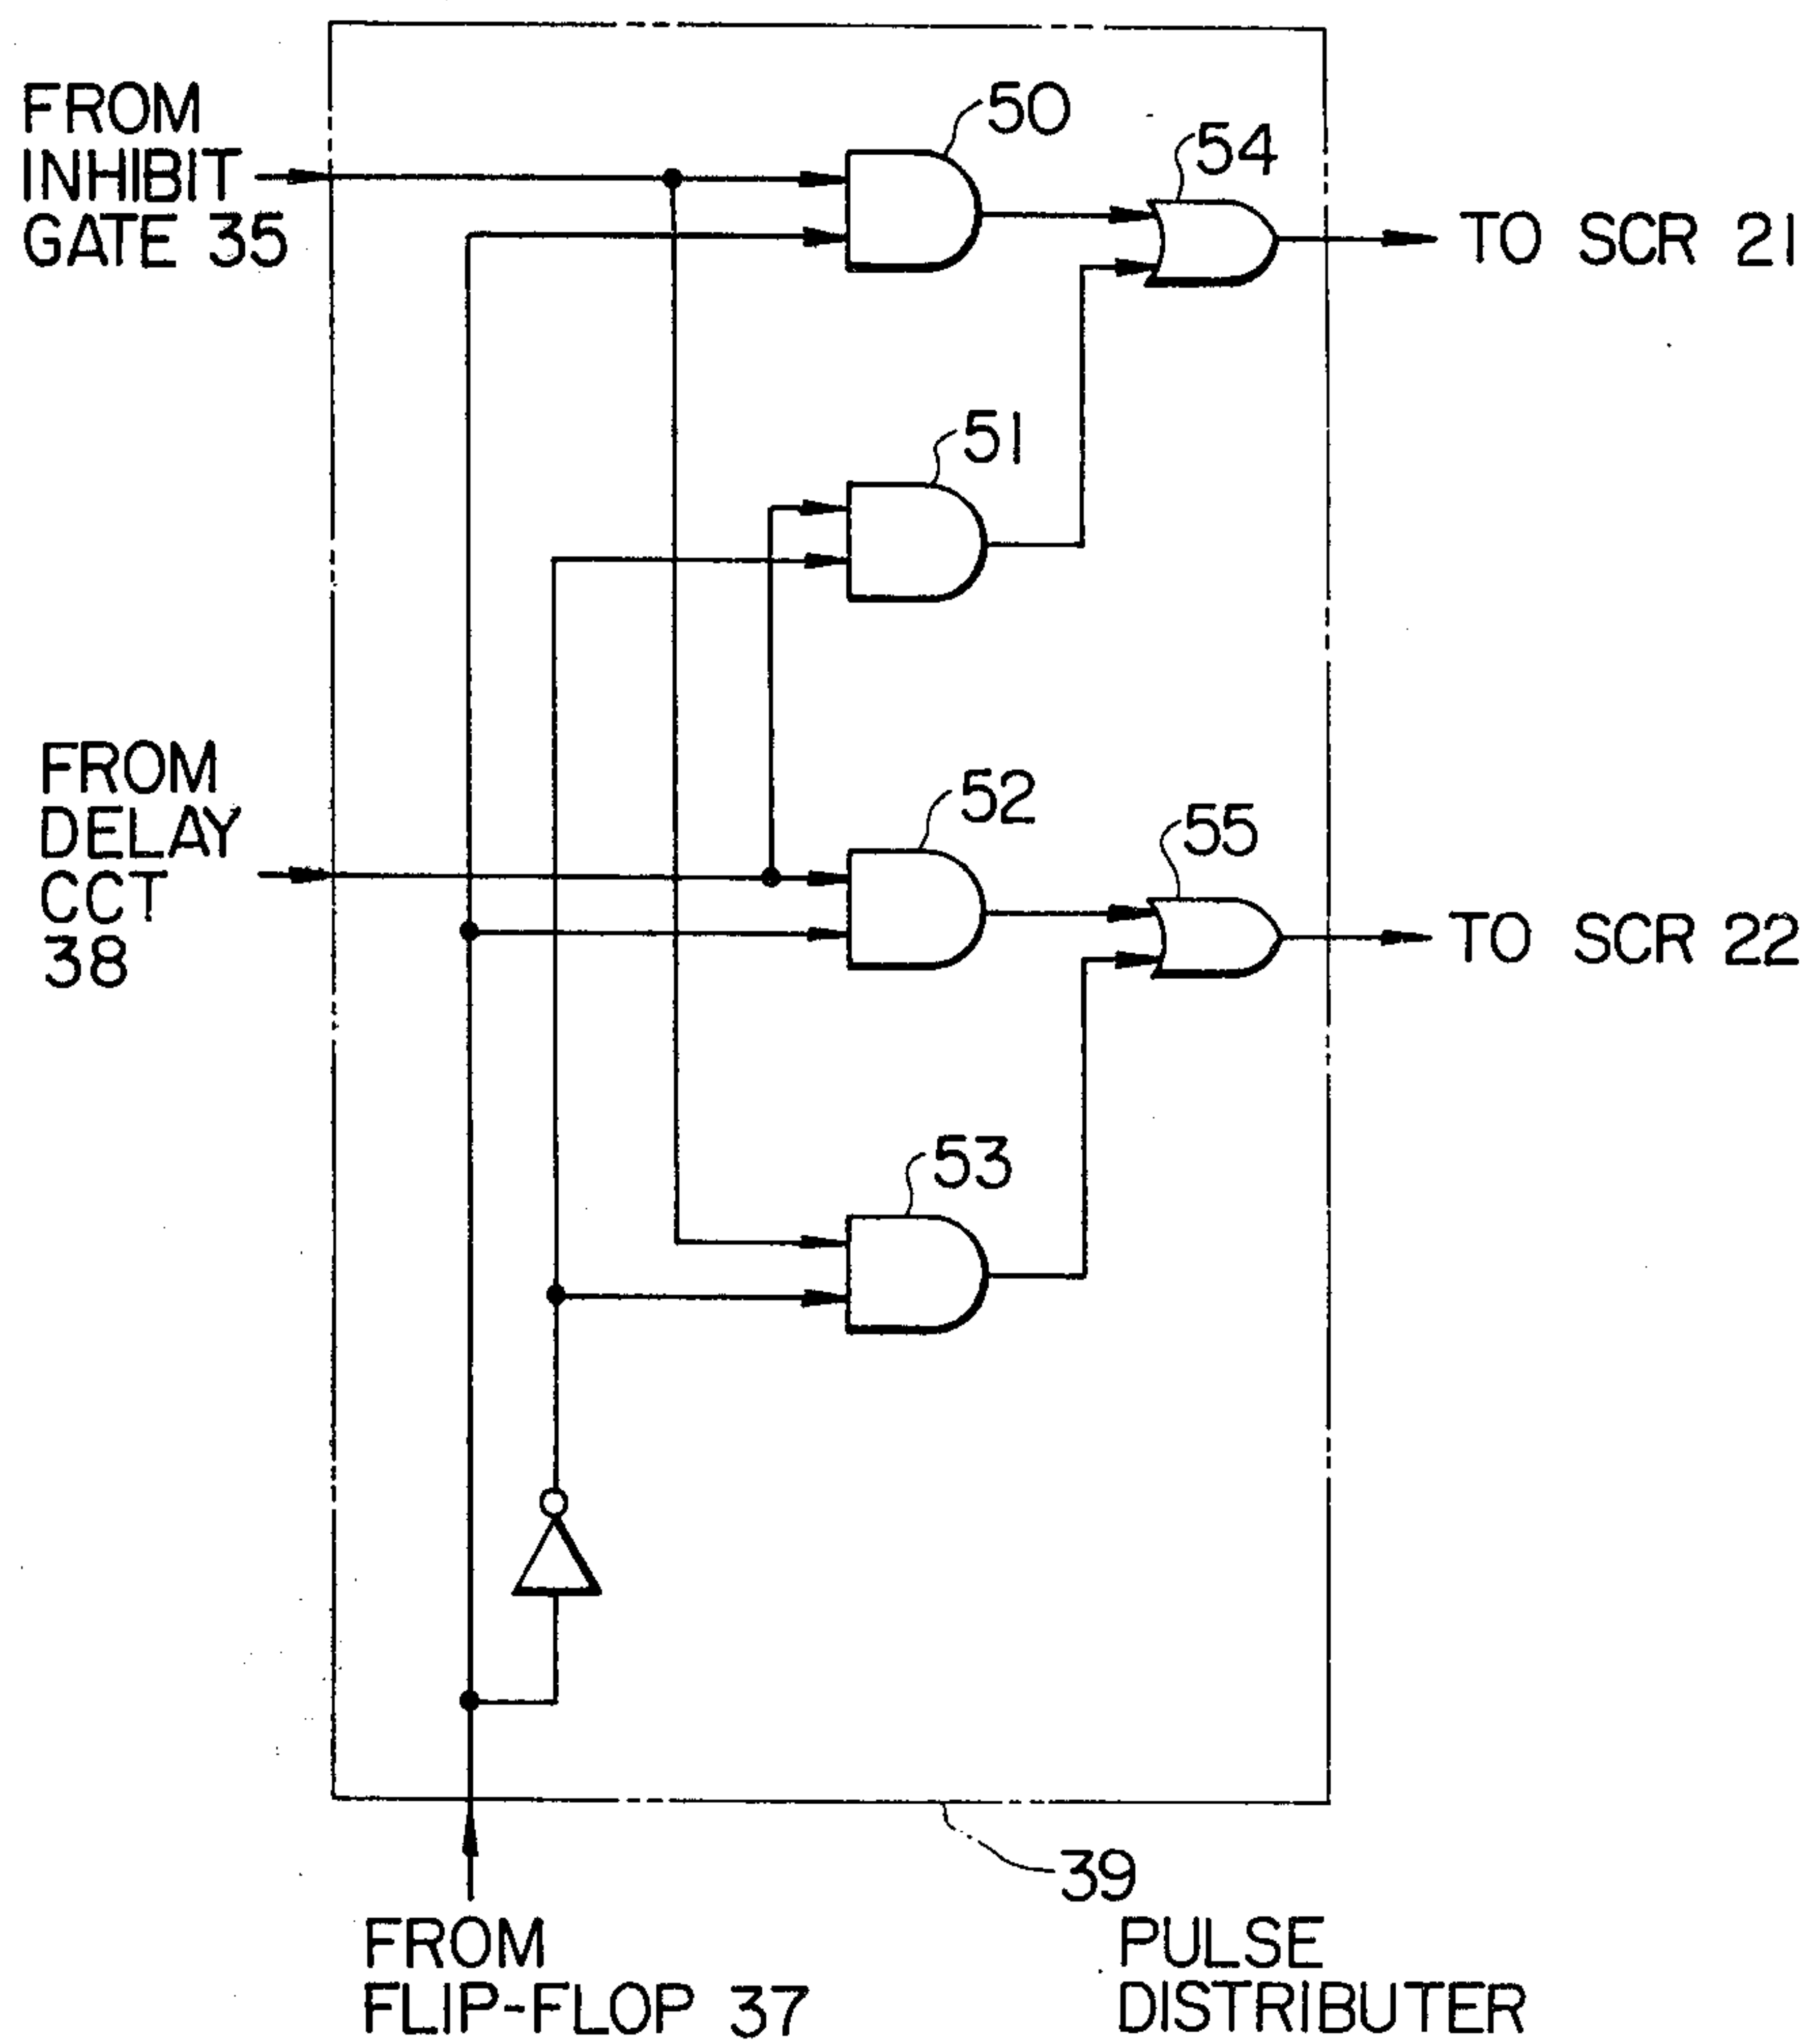 FROM
INHIBIT
GATE 35
50
54
TO SCR 21
51
FROM
DELAY
CCT
38
52
55
TO SCR 22
53
39
FROM
FLIP-FLOP 37
PULSE
DISTRIBUTER